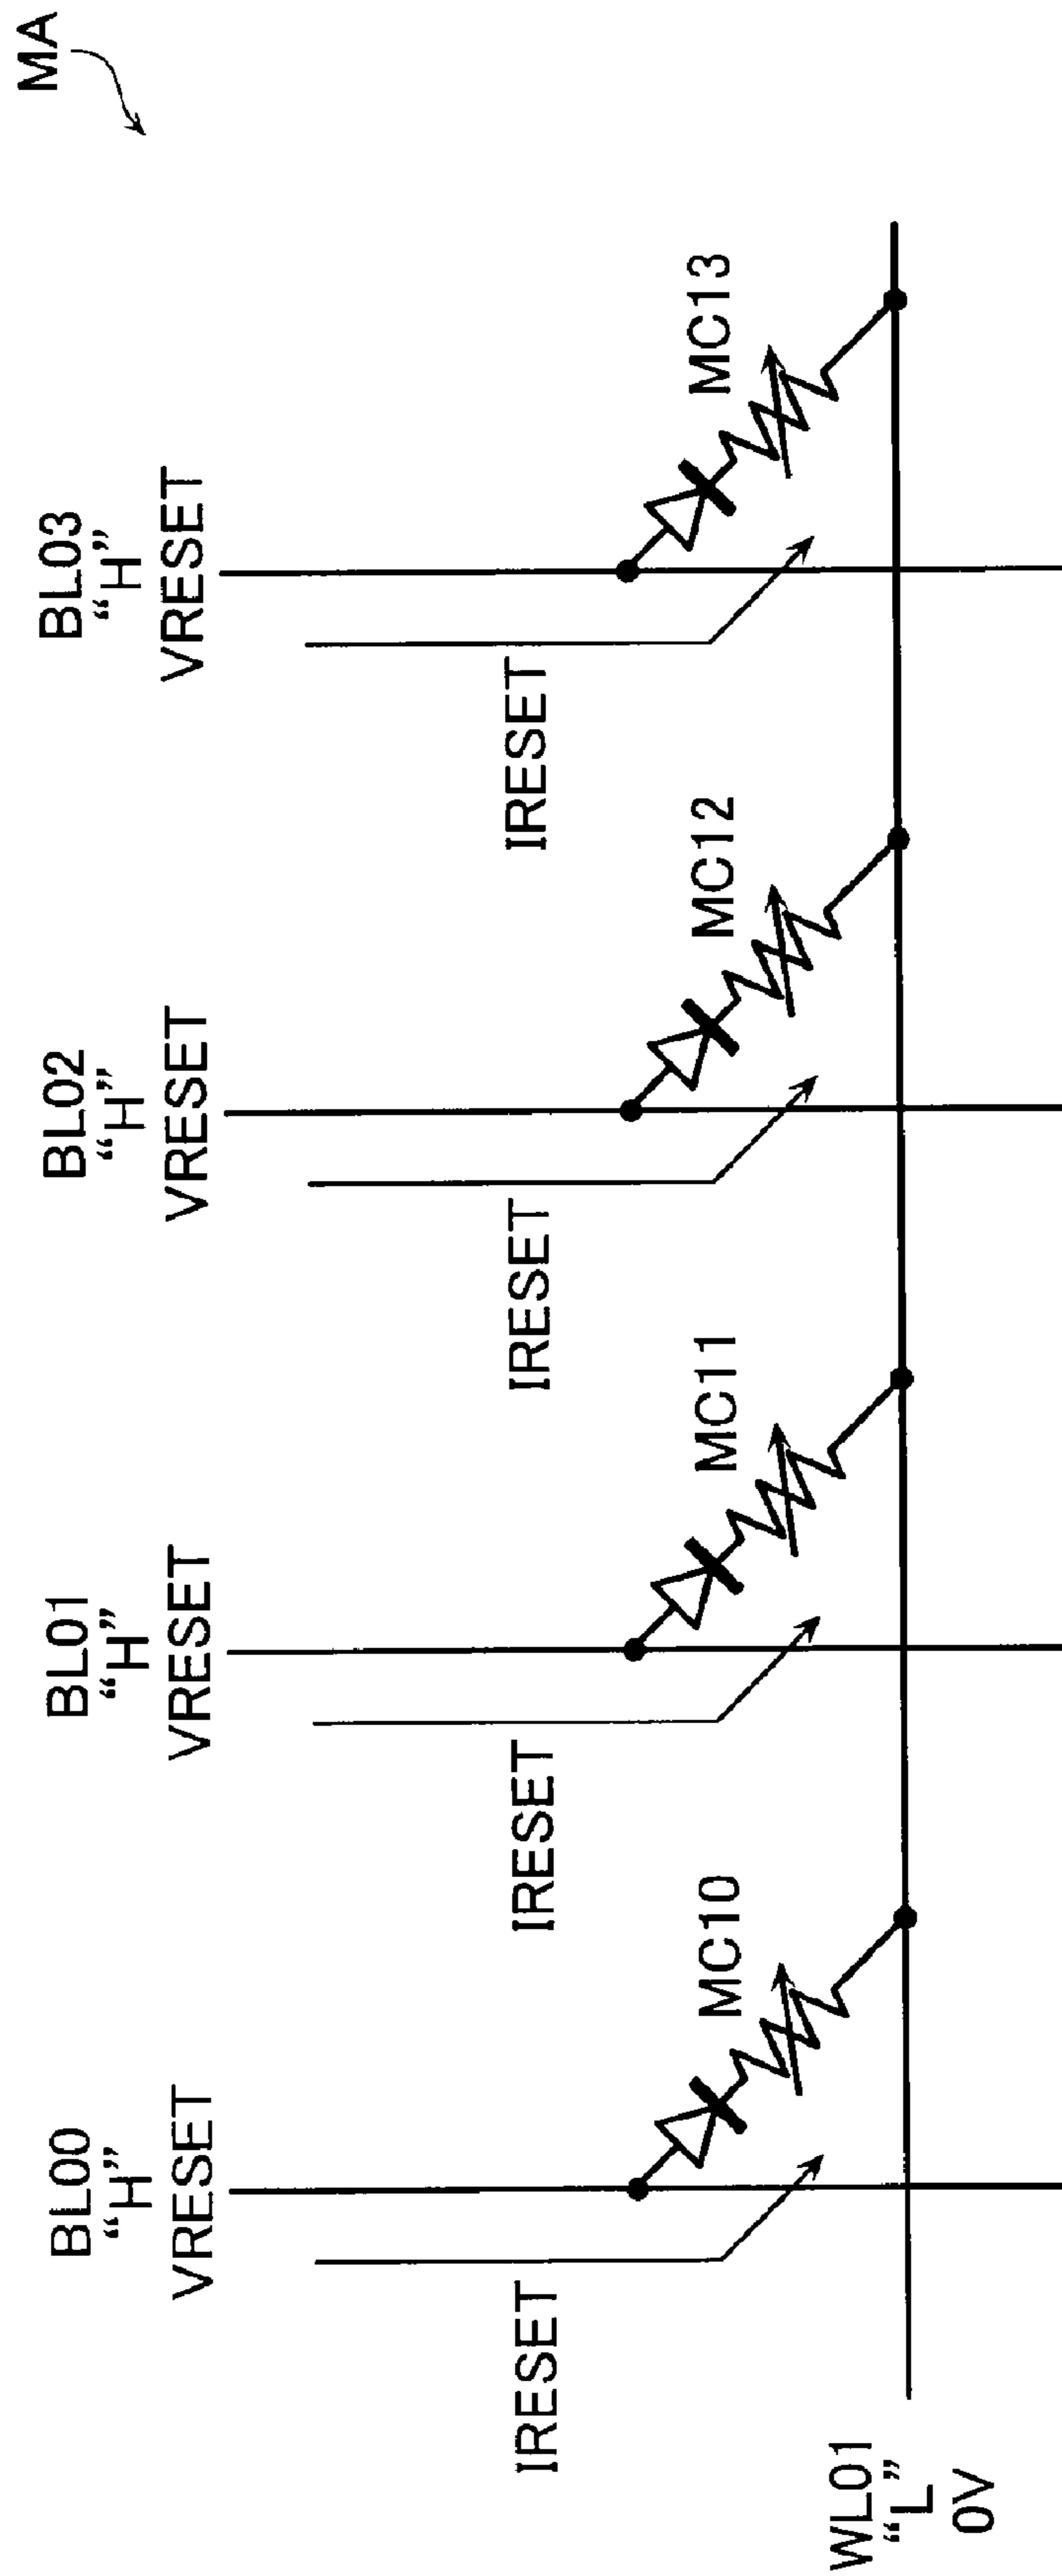 MA
BL00
“H”
VRESET
BL01
“H”
VRESET
BL02
“H”
VRESET
BL03
“H”
VRESET
IRESET
IRESET
IRESET
IRESET
MC10
MC11
MC12
MC13
WL01
“L”
0V